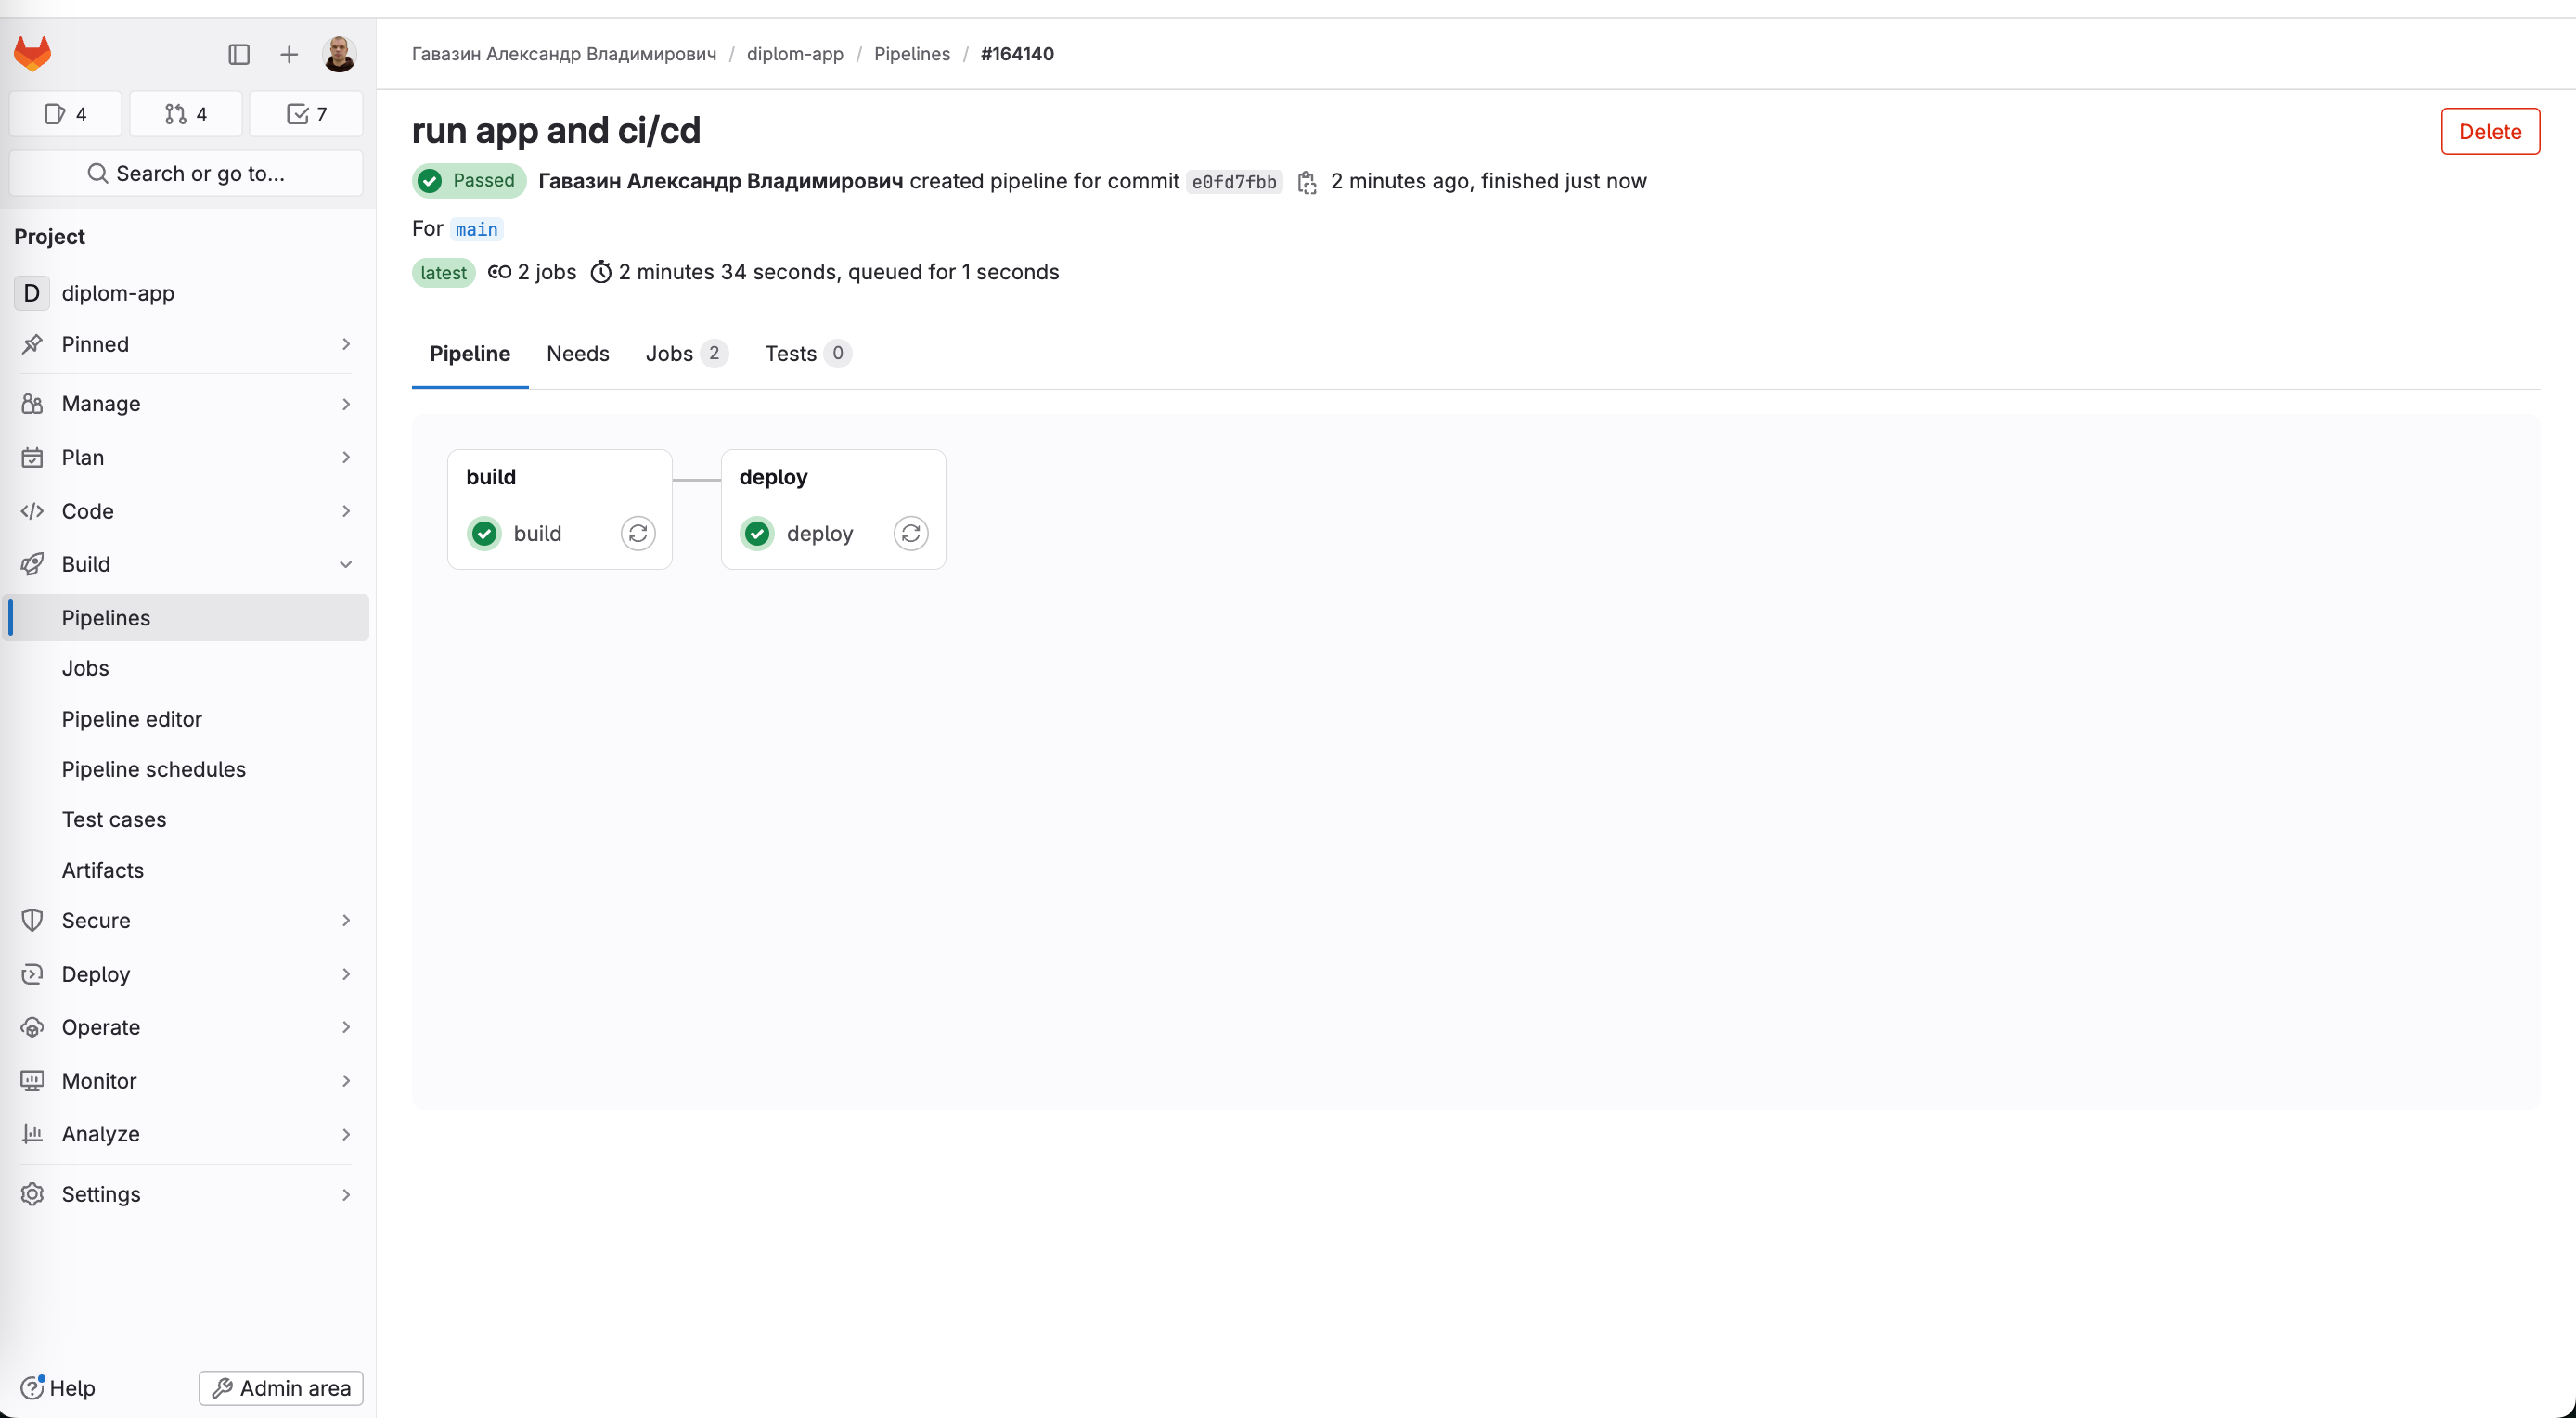 4
4
7
Search or go to...
Project
D diplom-app
Pinned
Manage
Plan
Code
Build
Pipelines
Jobs
Pipeline editor
Pipeline schedules
Test cases
Artifacts
Secure
Deploy
Operate
Monitor
Analyze
Settings
Help
Admin area
Гавазин Александр Владимирович / diplom-app / Pipelines / #164140
run app and ci/cd
Delete
Passed Гавазин Александр Владимирович created pipeline for commit e0fd7fbb 2 minutes ago, finished just now
For main
latest 2 jobs 2 minutes 34 seconds, queued for 1 seconds
Pipeline Needs Jobs 2 Tests 0
build
build
deploy
deploy